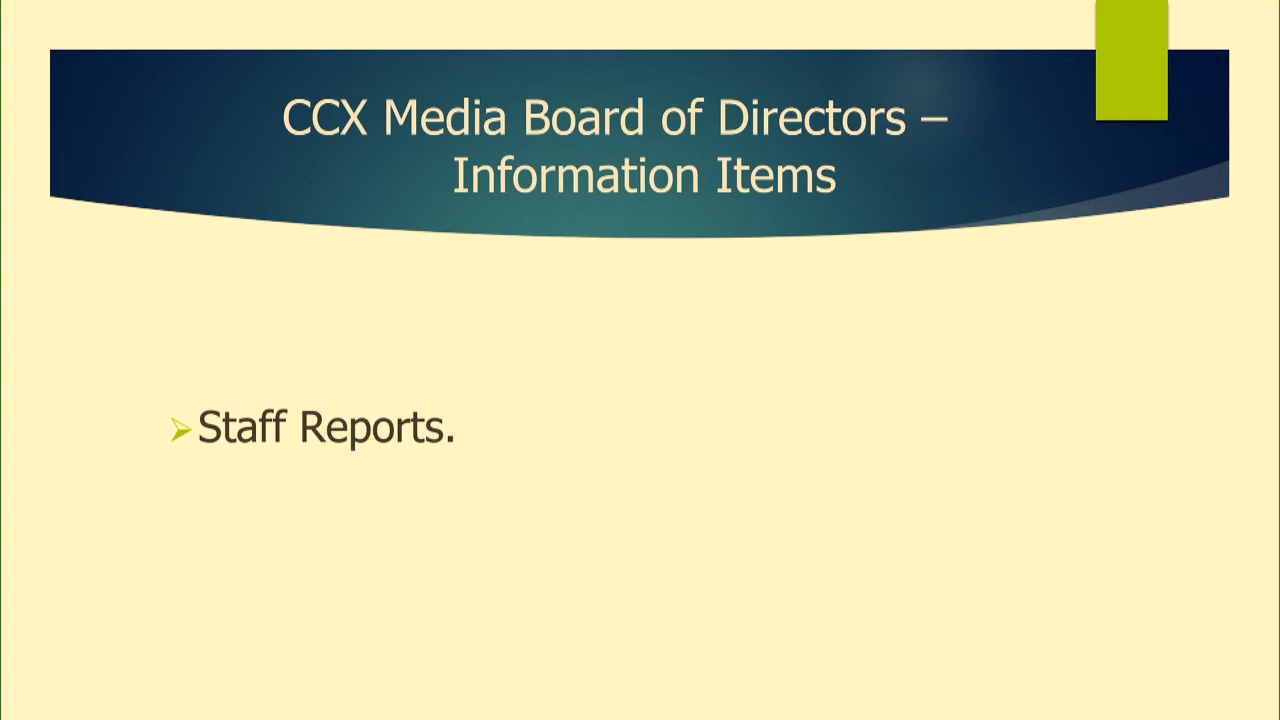 CCX Media Board of Directors –
Information Items
Staff Reports.